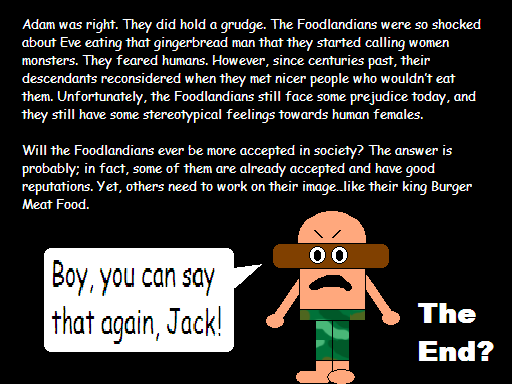 Adam was right. They did hold a grudge. The Foodlandians were so shocked
about Eve eating that gingerbread man that they started calling women
monsters. They feared humans. However, since centuries past, their
descendants reconsidered when they met nicer people who wouldn't eat
them. Unfortunately, the Foodlandians still face some prejudice today, and
they still have some stereotypical feelings towards human females.
Will the Foodlandians ever be more accepted in society? The answer is
probably; in fact, some of them are already accepted and have good
reputations. Yet, others need to work on their image..like their king Burger
Meat Food.
Boy, you can say
that again, Jack!
The
End?